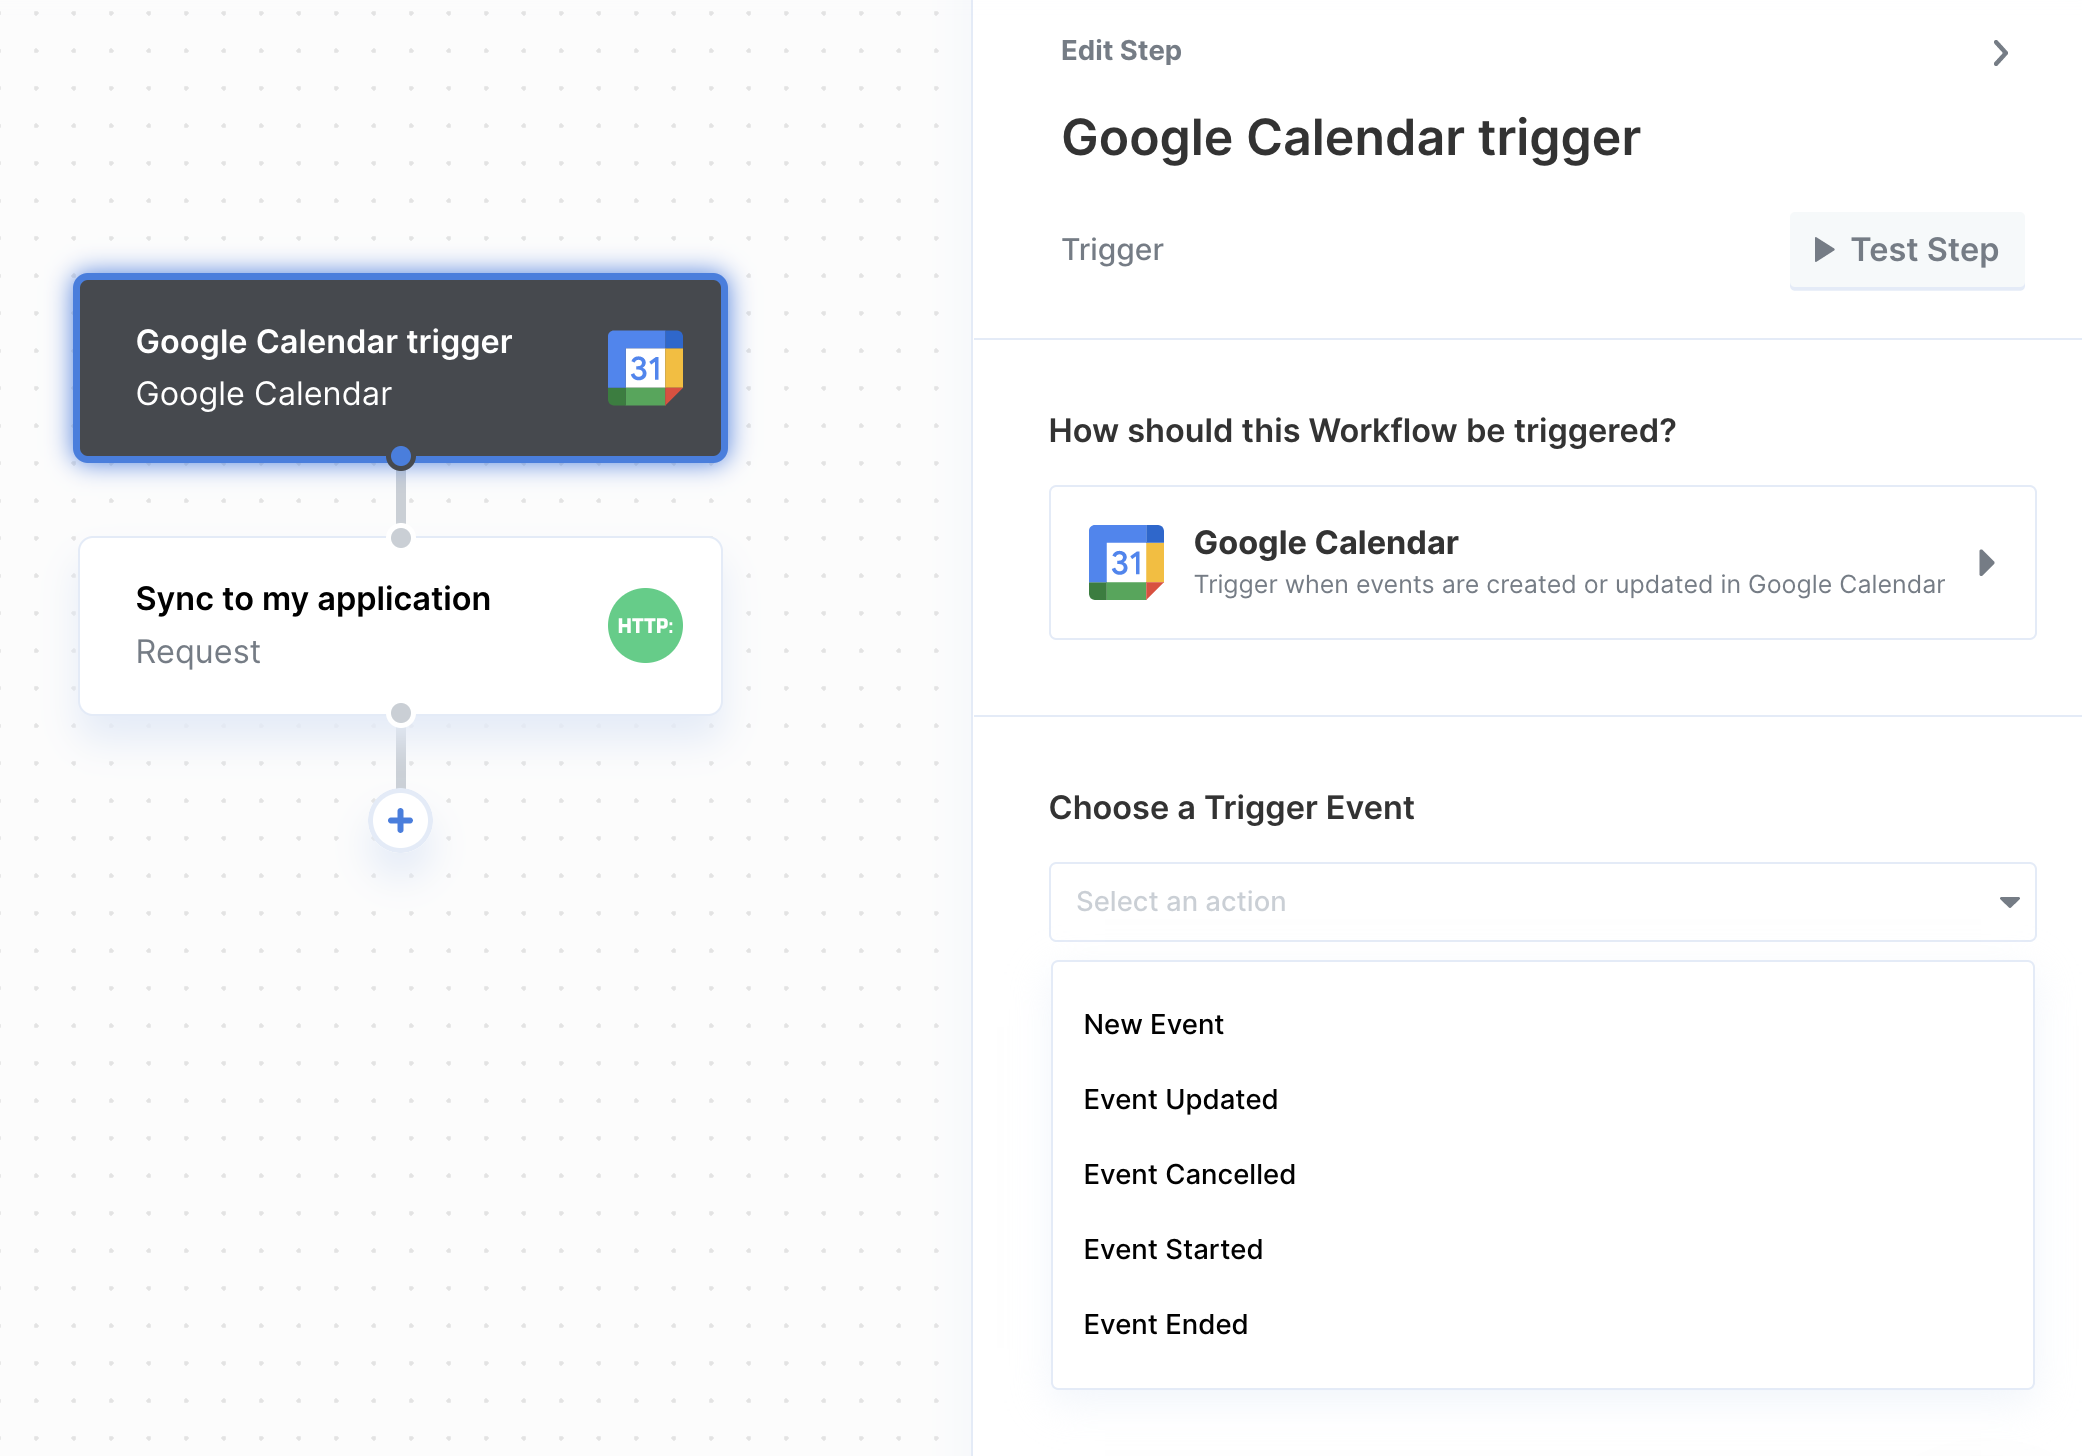 Google Calendar trigger
Google Calendar
31
Sync to my application
Request
HTTP:
Edit Step
Google Calendar trigger
Trigger
Test Step
How should this Workflow be triggered?
31
Google Calendar
Trigger when events are created or updated in Google Calendar
Choose a Trigger Event
Select an action
New Event
Event Updated
Event Cancelled
Event Started
Event Ended